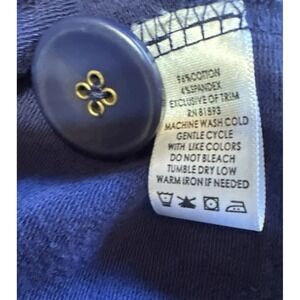 96%COTTON
4%SPANDEX
EXCLUSIVE OF TRIM
RN 81593
MACHINE WASH COLD
GENTLE CYCLE
WITH LIKE COLORS
DO NOT BLEACH
TUMBLE DRY LOW
WARM IRON IF NEEDED